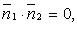 n̅₁ · n̅₂ = 0,